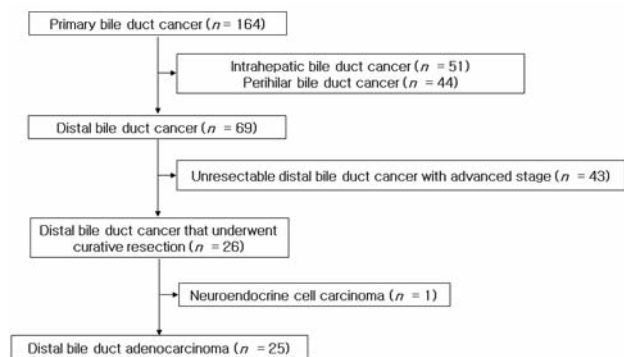 Primary bile duct cancer (n = 164)
Intrahepatic bile duct cancer (n = 51)
Perihilar bile duct cancer (n = 44)
Distal bile duct cancer (n = 69)
Unresectable distal bile duct cancer with advanced stage (n = 43)
Distal bile duct cancer that underwent
curative resection (n = 26)
Neuroendocrine cell carcinoma (n = 1)
Distal bile duct adenocarcinoma (n = 25)